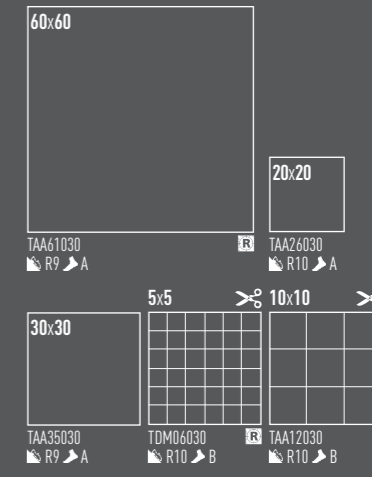 60x60
20x20
TAA61030 R
R9 A
TAA26030
R10 A
5x5
10x10
30x30
TAA35030
R9 A
TDM06030 R
R10 B
TAA12030
R10 B